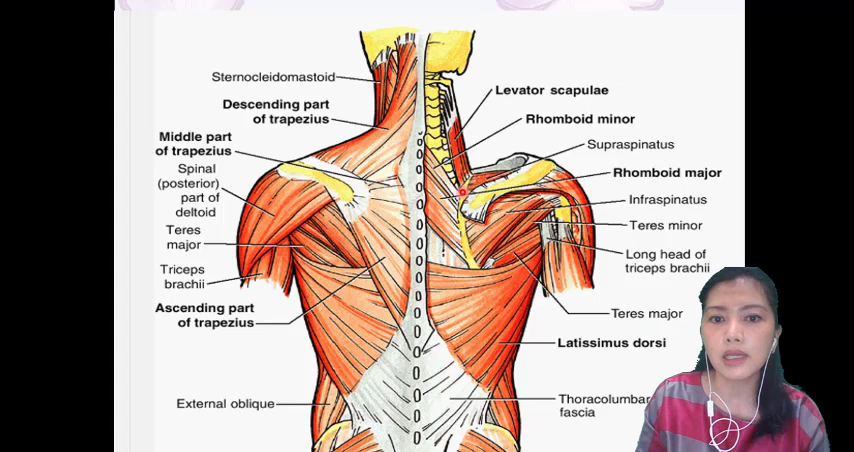 Sternocleidomastoid
Descending part
of trapezius
Middle part
of trapezius
Spinal
(posterior)
part of
deltoid
Teres
major
Triceps
brachii
Ascending part
of trapezius
External oblique
Levator scapulae
Rhomboid minor
Supraspinatus
Rhomboid major
Infraspinatus
Teres minor
Long head of
triceps brachii
Teres major
Latissimus dorsi
Thoracolumbar
fascia